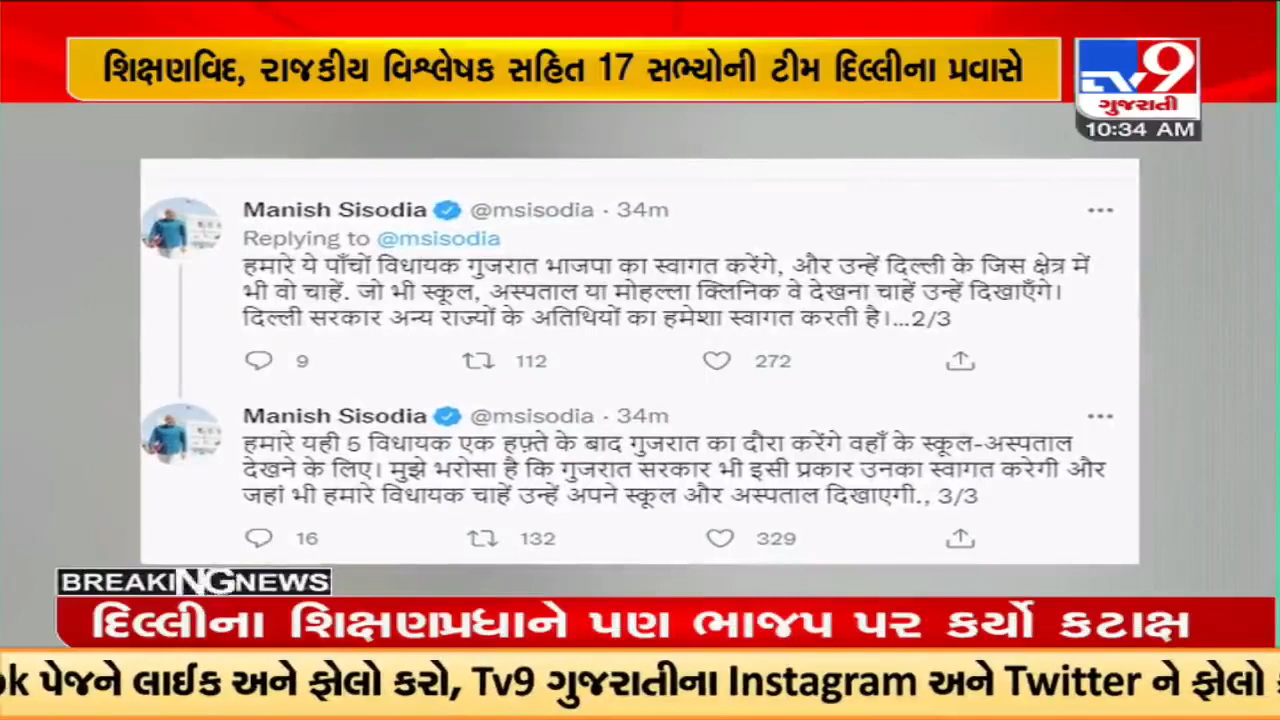 શિક્ષણવિદ, રાજકીય વિશ્લેષક સહિત 17 સભ્યોની ટીમ દિલ્લીના પ્રવાસે
TV9
ગુજરાતી
10:34 AM
Manish Sisodia @msisodia · 34m
Replying to @msisodia
हमारे ये पाँचों विधायक गुजरात भाजपा का स्वागत करेंगे, और उन्हें दिल्ली के जिस क्षेत्र में
भी वो चाहें. जो भी स्कूल, अस्पताल या मोहल्ला क्लिनिक वे देखना चाहें उन्हें दिखाएँगे।
दिल्ली सरकार अन्य राज्यों के अतिथियों का हमेशा स्वागत करती है।...2/3
9 112 272
Manish Sisodia @msisodia · 34m
हमारे यही 5 विधायक एक हफ़्ते के बाद गुजरात का दौरा करेंगे वहाँ के स्कूल-अस्पताल
देखने के लिए। मुझे भरोसा है कि गुजरात सरकार भी इसी प्रकार उनका स्वागत करेगी और
जहां भी हमारे विधायक चाहें उन्हें अपने स्कूल और अस्पताल दिखाएगी., 3/3
16 132 329
BREAKING NEWS
દિલ્લીના શિક્ષણપ્રધાને પણ ભાજપ પર કર્યો કટાક્ષ
ok પેજને લાઈક અને ફોલો કરો, Tv9 ગુજરાતીના Instagram અને Twitter ને ફોલો